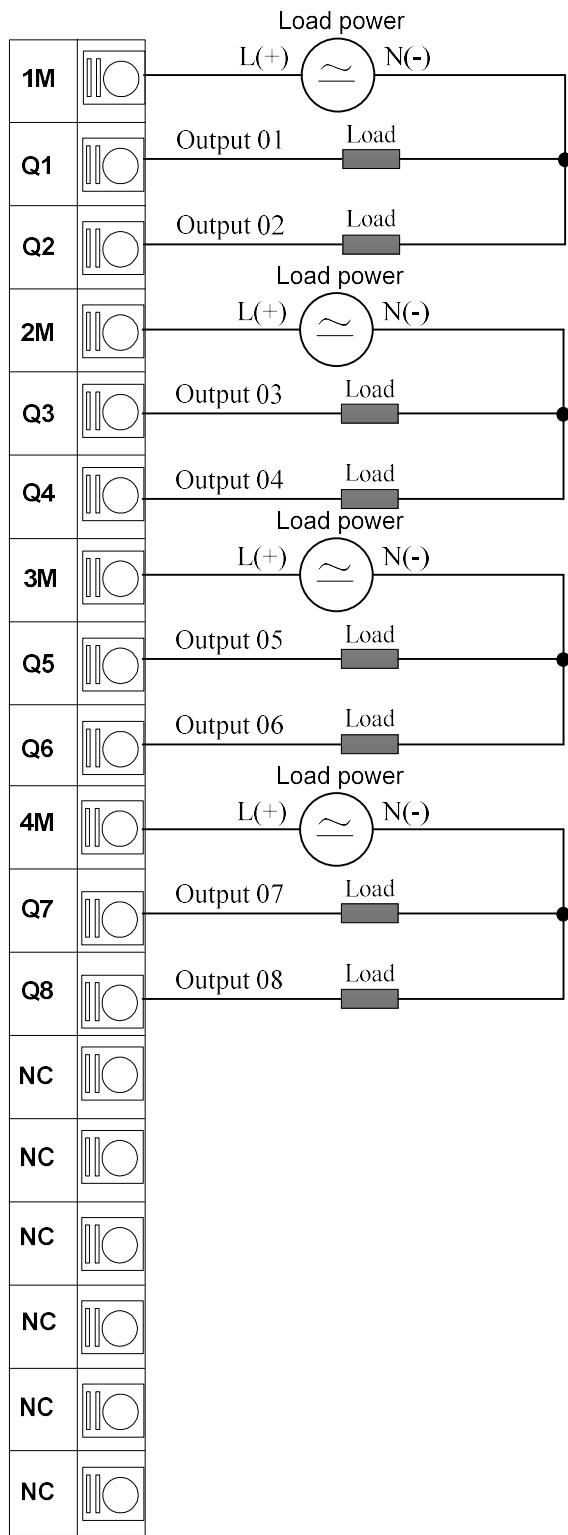 Load power
1M L(+) N(-)
Q1 Output 01 Load
Q2 Output 02 Load
Load power
2M L(+) N(-)
Q3 Output 03 Load
Q4 Output 04 Load
Load power
3M L(+) N(-)
Q5 Output 05 Load
Q6 Output 06 Load
Load power
4M L(+) N(-)
Q7 Output 07 Load
Q8 Output 08 Load
NC
NC
NC
NC
NC
NC